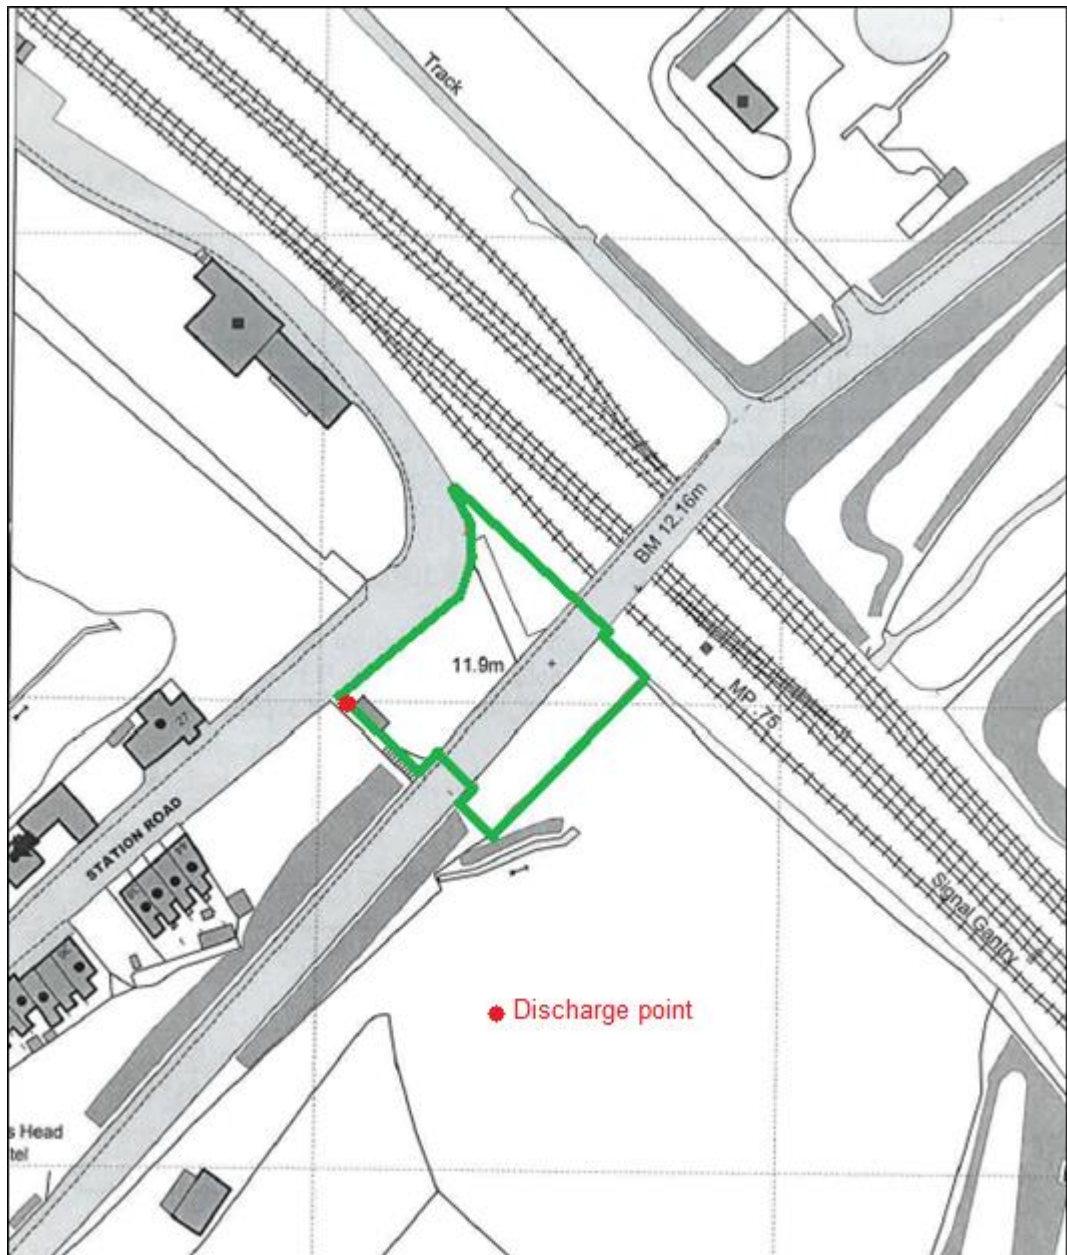 Track
BM 12.16m
11.9m
MP .75
27
STATION ROAD
Signal Gantry
Discharge point
s Head
tel